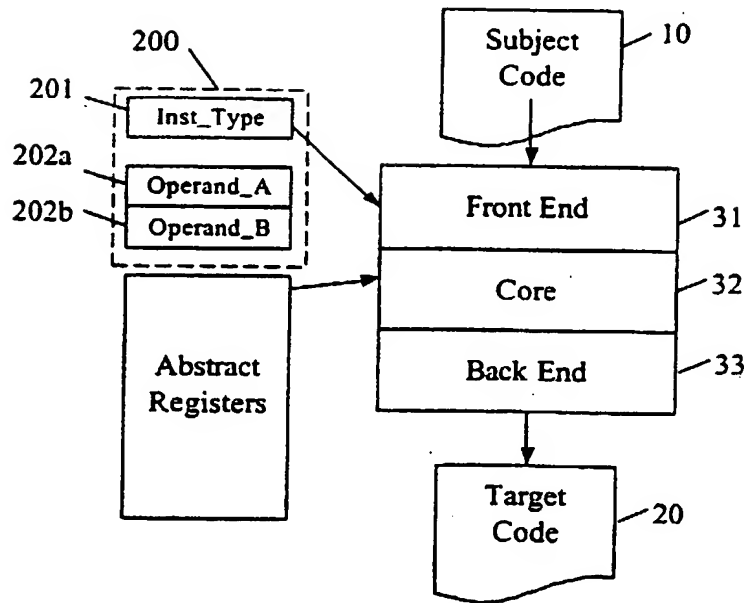 200
201
Inst_Type
202a
Operand_A
202b
Operand_B
Abstract
Registers
Subject
Code
10
Front End
31
Core
32
Back End
33
Target
Code
20